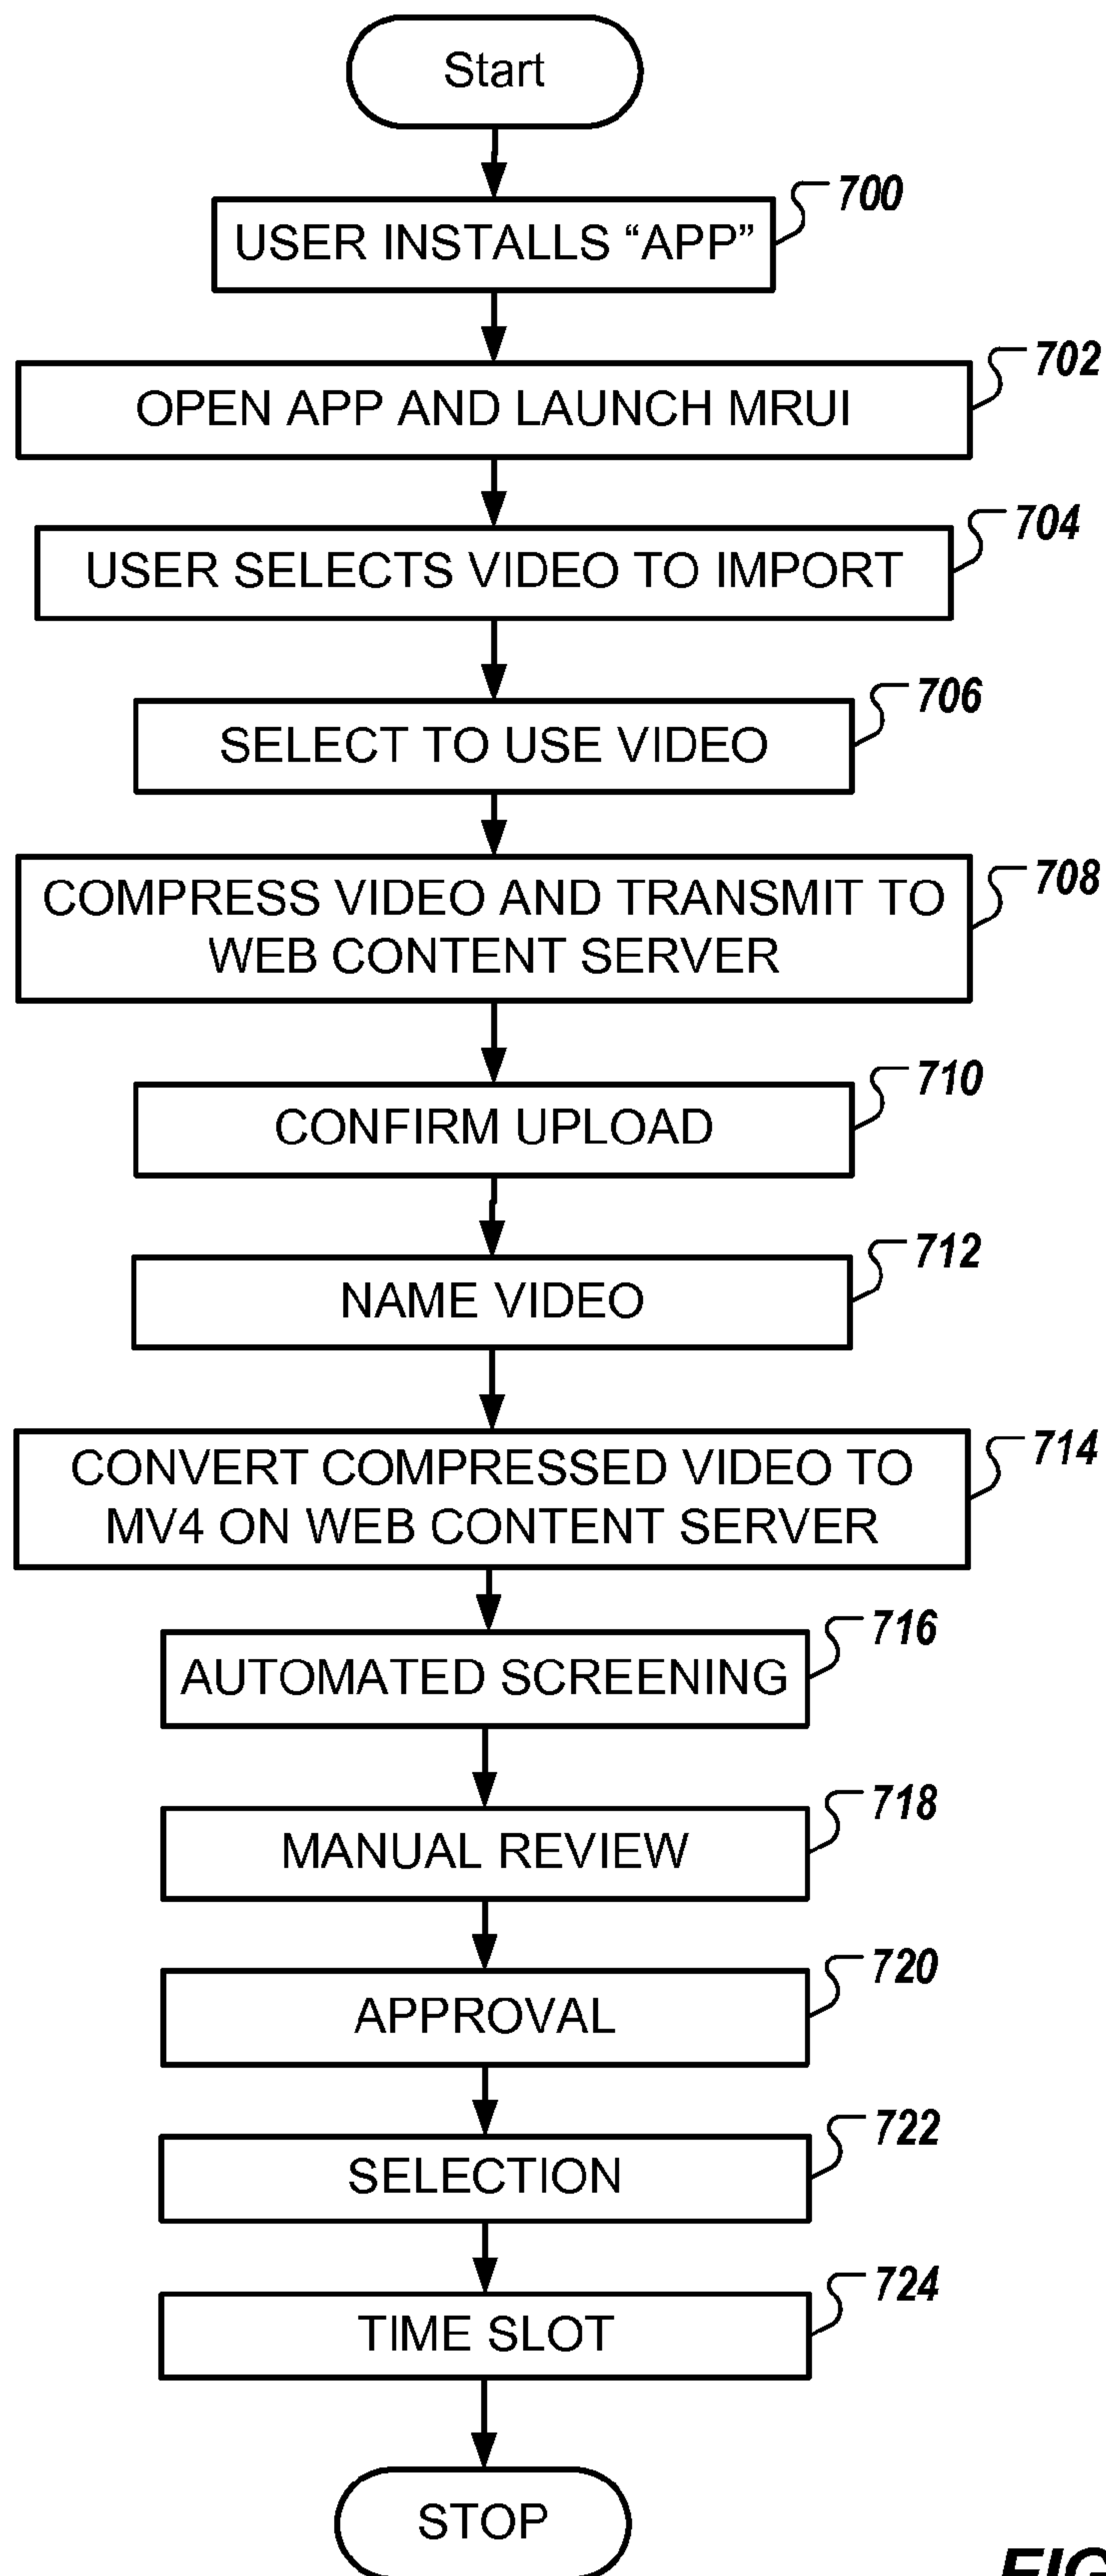 Start
700
USER INSTALLS “APP”
702
OPEN APP AND LAUNCH MRUI
704
USER SELECTS VIDEO TO IMPORT
706
SELECT TO USE VIDEO
708
COMPRESS VIDEO AND TRANSMIT TO
WEB CONTENT SERVER
710
CONFIRM UPLOAD
712
NAME VIDEO
714
CONVERT COMPRESSED VIDEO TO
MV4 ON WEB CONTENT SERVER
716
AUTOMATED SCREENING
718
MANUAL REVIEW
720
APPROVAL
722
SELECTION
724
TIME SLOT
STOP